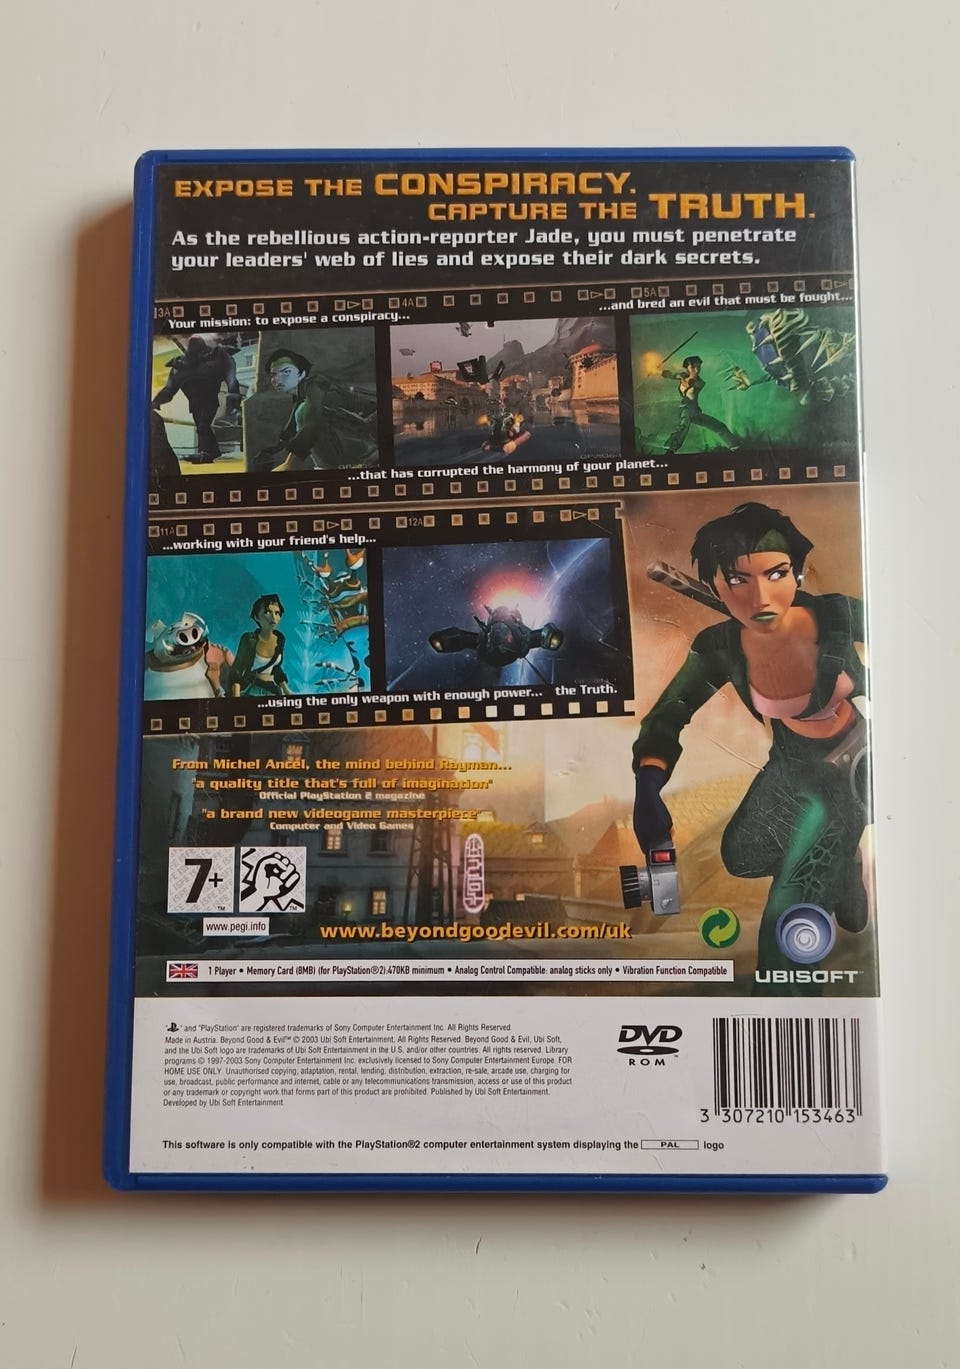 EXPOSE THE CONSPIRACY.
CAPTURE THE TRUTH.
As the rebellious action-reporter Jade, you must penetrate
your leaders' web of lies and expose their dark secrets.
3A 4A 5A
Your mission: to expose a conspiracy...
...and bred an evil that must be fought...
...that has corrupted the harmony of your planet...
11A 12A
...working with your friend's help...
...using the only weapon with enough power... the Truth.
From Michel Ancel, the mind behind Rayman...
"a quality title that's full of imagination"
Official PlayStation 2 magazine
"a brand new videogame masterpiece"
Computer and Video Games
7+
TM TM
www.pegi.info
www.beyondgoodevil.com/uk
UBISOFT
1 Player • Memory Card (8MB) (for PlayStation®2):470KB minimum • Analog Control Compatible: analog sticks only • Vibration Function Compatible
" " and "PlayStation" are registered trademarks of Sony Computer Entertainment Inc. All Rights Reserved.
Made in Austria. Beyond Good & Evil™ © 2003 Ubi Soft Entertainment. All Rights Reserved. Beyond Good & Evil, Ubi Soft,
and the Ubi Soft logo are trademarks of Ubi Soft Entertainment in the U.S. and/or other countries. All rights reserved. Library
programs © 1997-2003 Sony Computer Entertainment Inc. exclusively licensed to Sony Computer Entertainment Europe. FOR
HOME USE ONLY. Unauthorised copying, adaptation, rental, lending, distribution, extraction, re-sale, arcade use, charging for
use, broadcast, public performance and internet, cable or any telecommunications transmission, access or use of this product
or any trademark or copyright work that forms part of this product are prohibited. Published by Ubi Soft Entertainment.
Developed by Ubi Soft Entertainment.
DVD
ROM
3 307210 153463
This software is only compatible with the PlayStation®2 computer entertainment system displaying the PAL logo